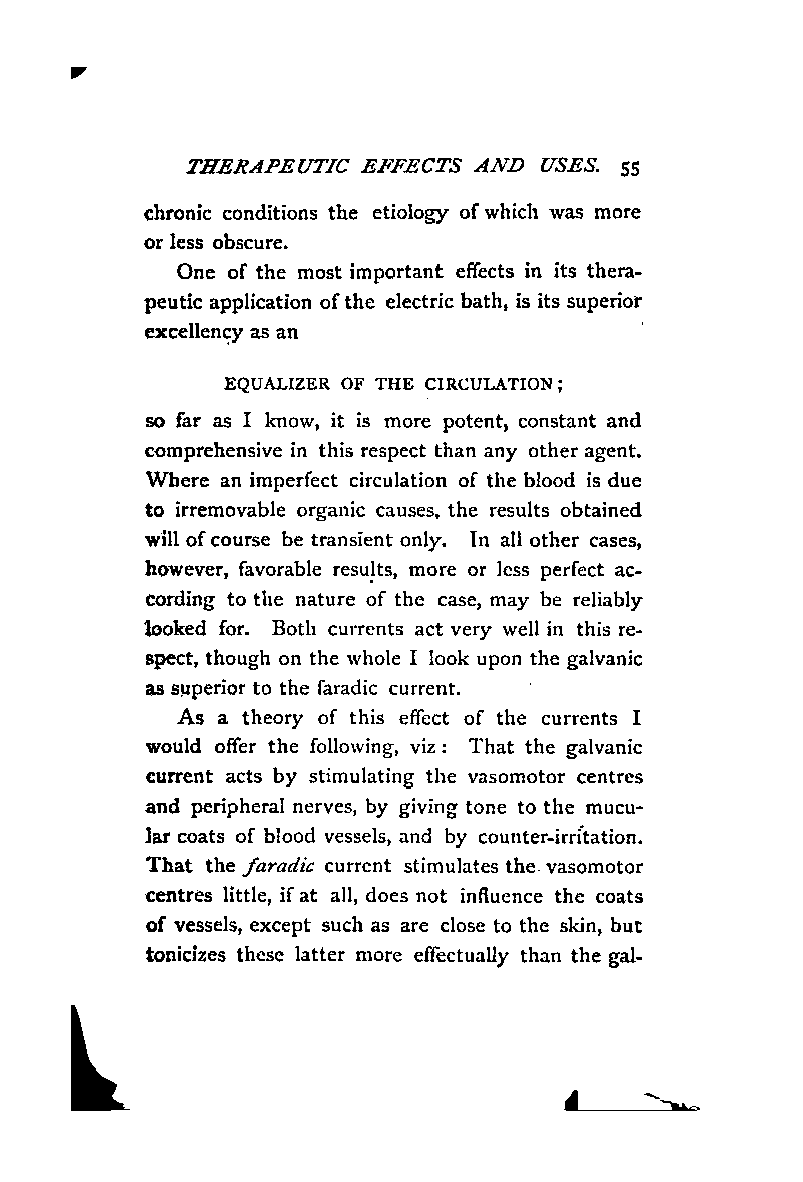 THERAPEUTIC EFFECTS AND USES. 55
chronic conditions the etiology of which was more
or less obscure.
One of the most important effects in its thera-
peutic application of the electric bath, is its superior
excellency as an
EQUALIZER OF THE CIRCULATION;
so far as I know, it is more potent, constant and
comprehensive in this respect than any other agent.
Where an imperfect circulation of the blood is due
to irremovable organic causes, the results obtained
will of course be transient only. In all other cases,
however, favorable results, more or less perfect ac-
cording to the nature of the case, may be reliably
looked for. Both currents act very well in this re-
spect, though on the whole I look upon the galvanic
as superior to the faradic current.
As a theory of this effect of the currents I
would offer the following, viz: That the galvanic
current acts by stimulating the vasomotor centres
and peripheral nerves, by giving tone to the mucu-
lar coats of blood vessels, and by counter-irritation.
That the faradic current stimulates the vasomotor
centres little, if at all, does not influence the coats
of vessels, except such as are close to the skin, but
tonicizes these latter more effectually than the gal-